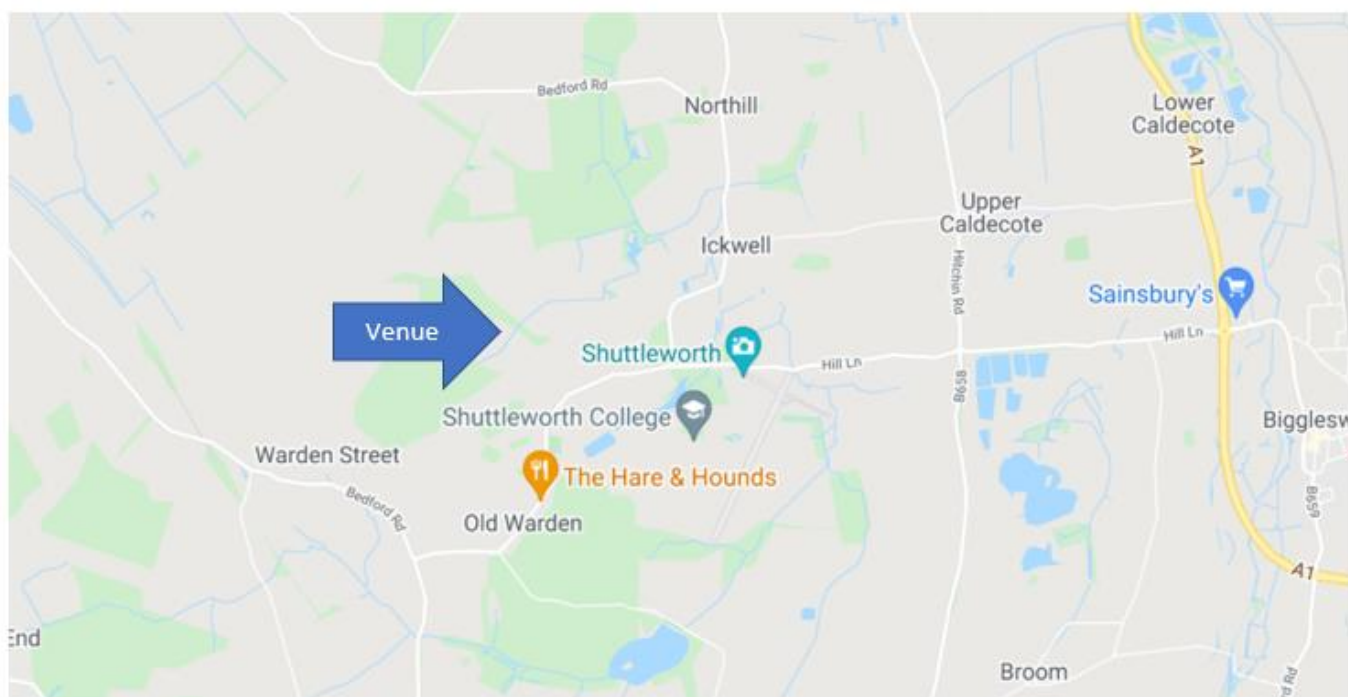 Bedford Rd
Northill
Lower
Caldecote
A1
Upper
Caldecote
Ickwell
Hitchin Rd
Sainsbury's
Venue
Shuttleworth
Hill Ln
Hill Ln
B658
Shuttleworth College
Bigglesw
Warden Street
The Hare & Hounds
Bedford Rd
B659
Old Warden
A1
End
Broom